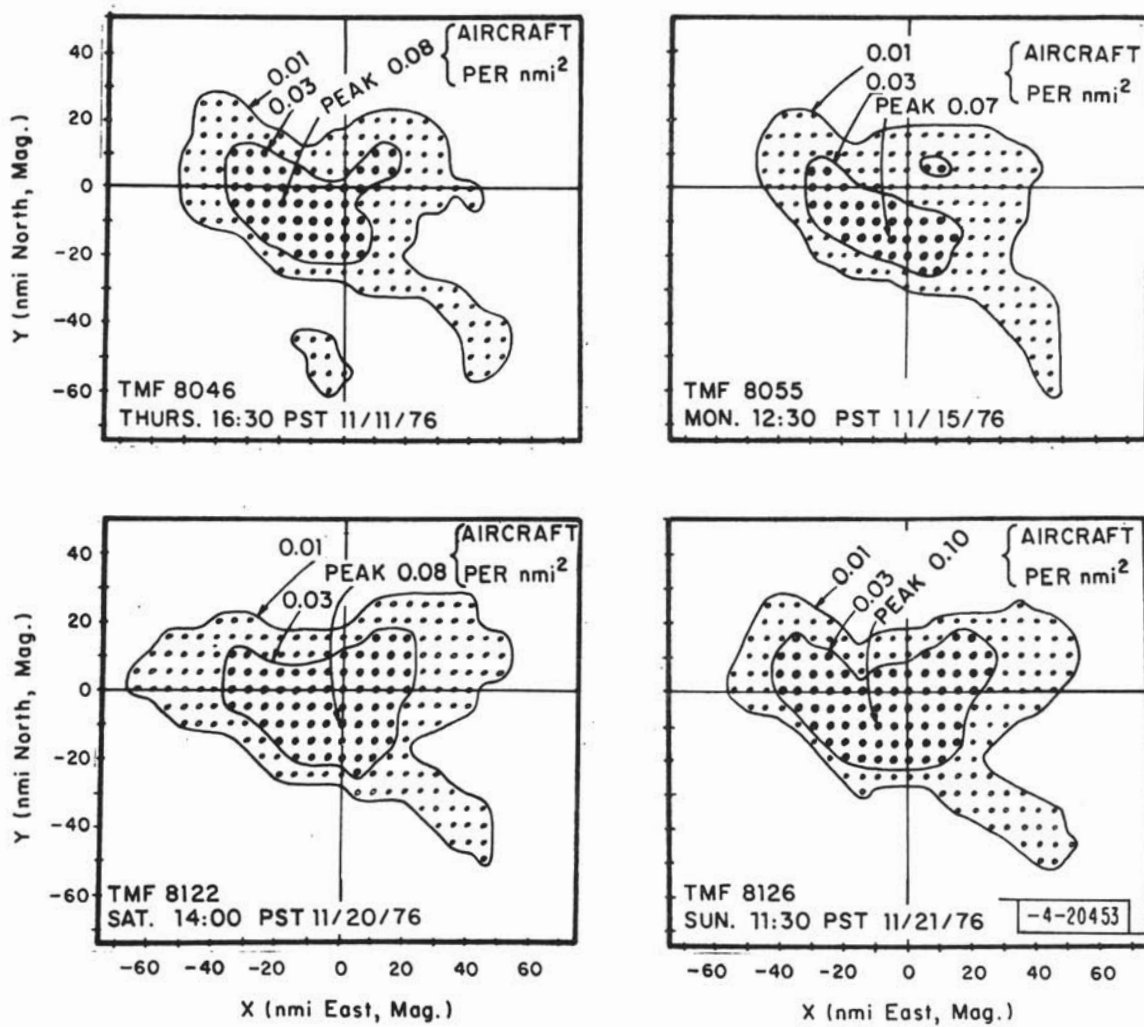 AIRCRAFT
PER nmi²
0.01
0.03
PEAK 0.08
40
20
0
-20
-40
-60
Y (nmi North, Mag.)
TMF 8046
THURS. 16:30 PST 11/11/76
AIRCRAFT
PER nmi²
0.01
0.03
PEAK 0.07
TMF 8055
MON. 12:30 PST 11/15/76
AIRCRAFT
PER nmi²
0.01
PEAK 0.08
0.03
40
20
0
-20
-40
-60
Y (nmi North, Mag.)
TMF 8122
SAT. 14:00 PST 11/20/76
-60 -40 -20 0 20 40 60
X (nmi East, Mag.)
AIRCRAFT
PER nmi²
0.01
0.03
PEAK 0.10
TMF 8126
SUN. 11:30 PST 11/21/76
-4-20453
-60 -40 -20 0 20 40 60
X (nmi East, Mag.)